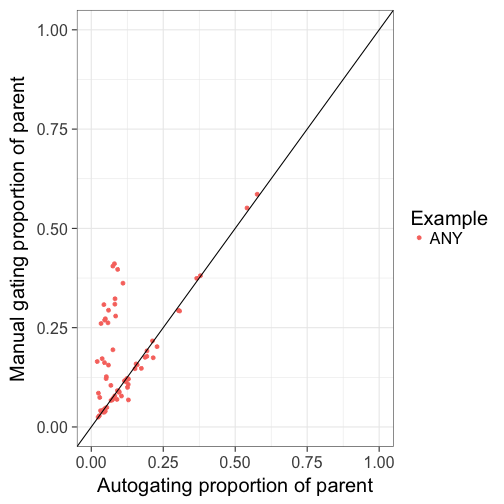 1.00
0.75
0.50
0.25
0.00
Manual gating proportion of parent
0.00 0.25 0.50 0.75 1.00
Autogating proportion of parent
Example
ANY